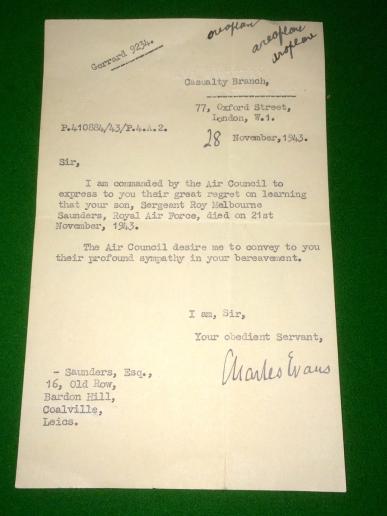 Gerrard 9234.
aroplan
areoplane
aroplane
Casualty Branch,
77, Oxford Street,
London, W.1.
P.410884/43/P.4.A.2.
28 November, 1943.
Sir,
I am commanded by the Air Council to
express to you their great regret on learning
that your son, Sergeant Roy Melbourne
Saunders, Royal Air Force, died on 21st
November, 1943.
The Air Council desire me to convey to you
their profound sympathy in your bereavement.
I am, Sir,
Your obedient Servant,
Charles Evans
- Saunders, Esq.,
16, Old Row,
Bardon Hill,
Coalville,
Leics.